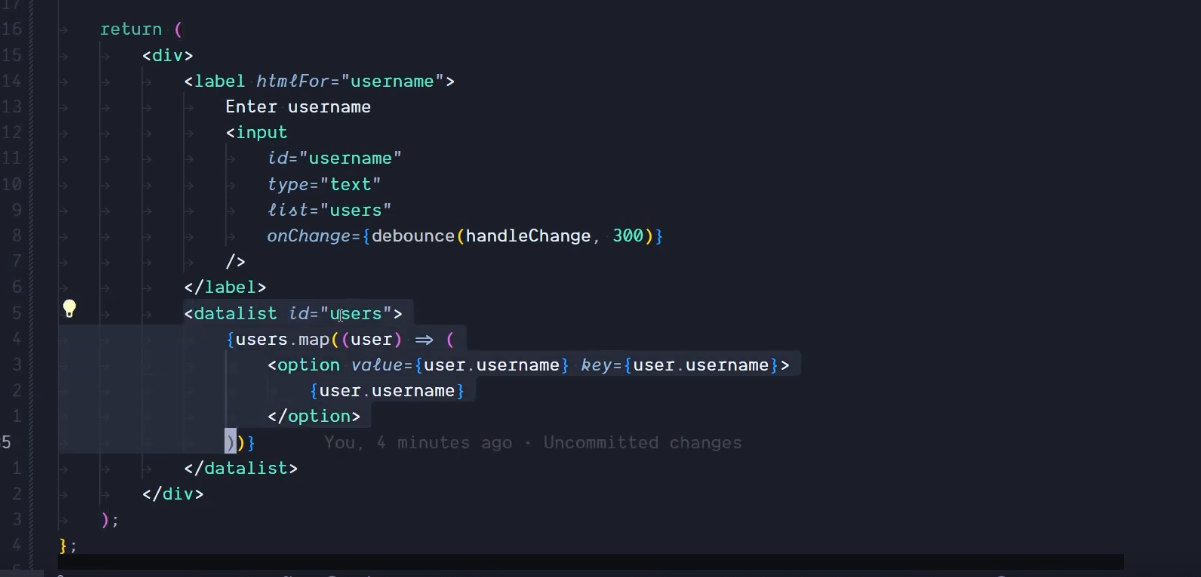 17
16 return (
15 <div>
14 <label htmlFor="username">
13 Enter username
12 <input
11 id="username"
10 type="text"
9 list="users"
8 onChange={debounce(handleChange, 300)}
7 />
6 </label>
5 <datalist id="users">
4 {users.map((user) => (
3 <option value={user.username} key={user.username}>
2 {user.username}
1 </option>
35 ))} You, 4 minutes ago • Uncommitted changes
1 </datalist>
2 </div>
3 );
4 };